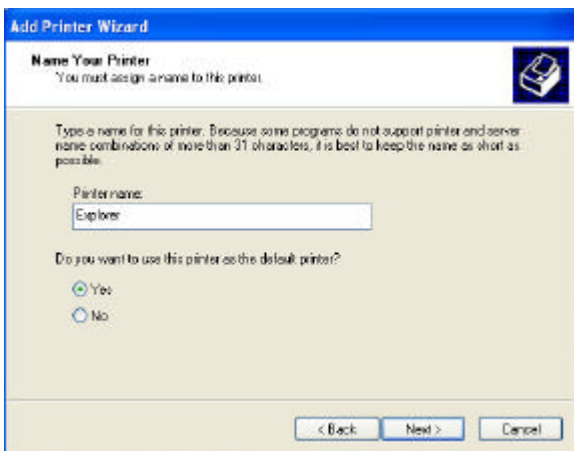 Add Printer Wizard
Name Your Printer
You must assign a name to this printer.
Type a name for this printer. Because some programs do not support printer and server
name combinations of more than 31 characters, it is best to keep the name as short as
possible.
Printer name:
Explorer
Do you want to use this printer as the default printer?
Yes
No
< Back
Next >
Cancel